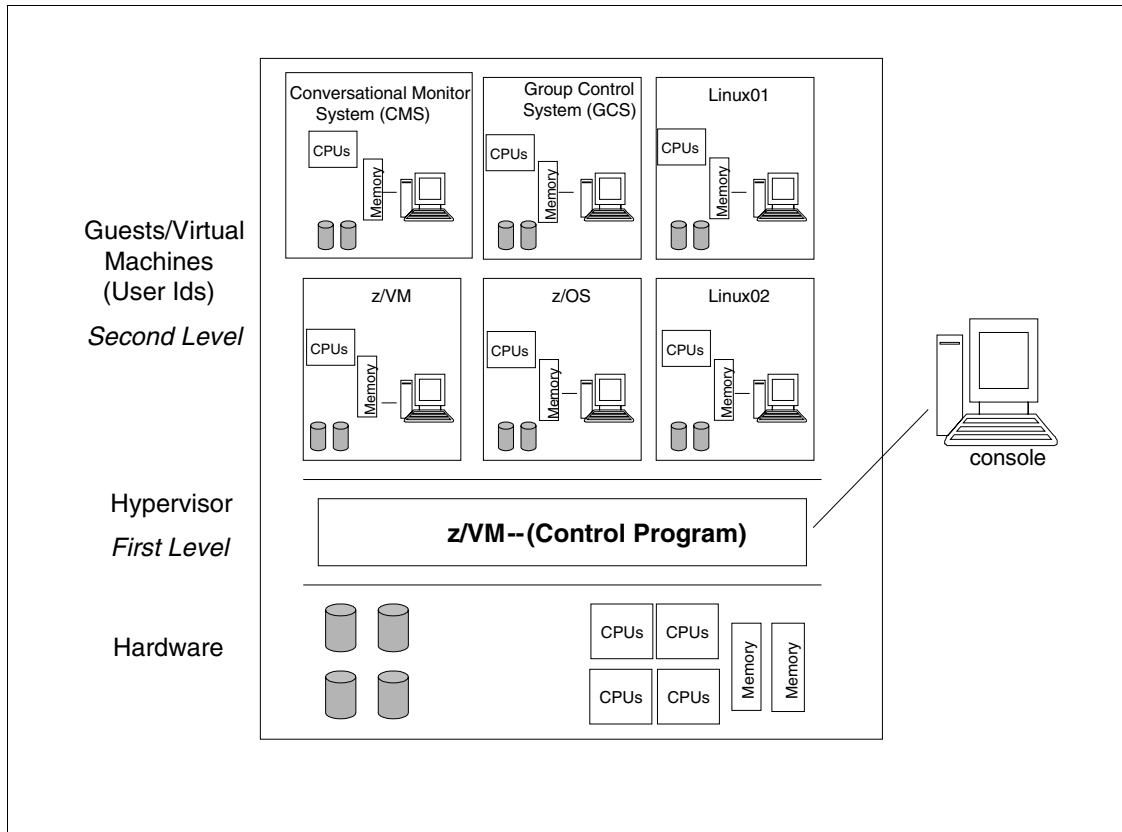 Conversational Monitor
System (CMS)
CPUs
Memory
Group Control
System (GCS)
CPUs
Memory
Linux01
CPUs
Memory
Guests/Virtual
Machines
(User Ids)
Second Level
z/VM
CPUs
Memory
z/OS
CPUs
Memory
Linux02
CPUs
Memory
console
Hypervisor
First Level
z/VM--(Control Program)
Hardware
CPUs
CPUs
CPUs
CPUs
Memory
Memory